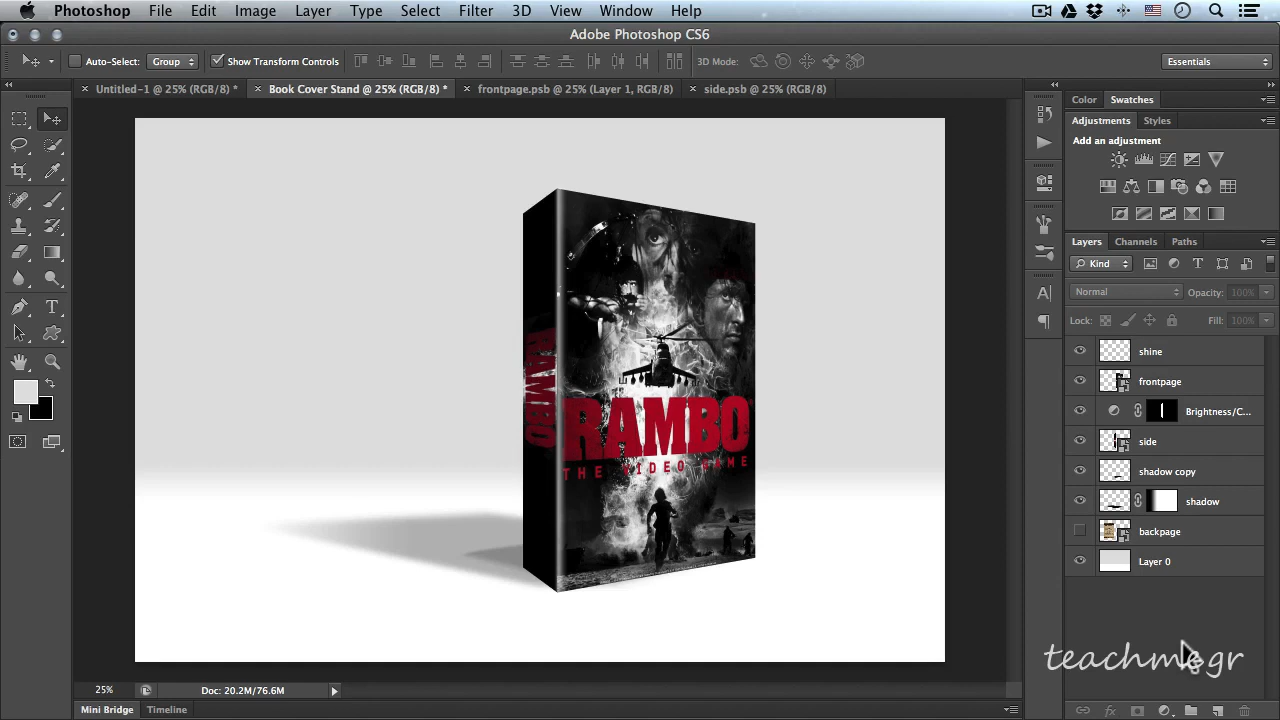 Photoshop File Edit Image Layer Type Select Filter 3D View Window Help
Adobe Photoshop CS6
Auto-Select: Group Show Transform Controls 3D Mode: Essentials
× Untitled-1 @ 25% (RGB/8) * × Book Cover Stand @ 25% (RGB/8) * × frontpage.psb @ 25% (Layer 1, RGB/8) × side.psb @ 25% (RGB/8)
Color Swatches
Adjustments Styles
Add an adjustment
Layers Channels Paths
Kind
Normal Opacity: 100%
Lock: Fill: 100%
shine
frontpage
Brightness/C...
side
shadow copy
shadow
backpage
Layer 0
RAMBO
RAMBO
THE VIDEO GAME
teachme.gr
25% Doc: 20.2M/76.6M
Mini Bridge Timeline